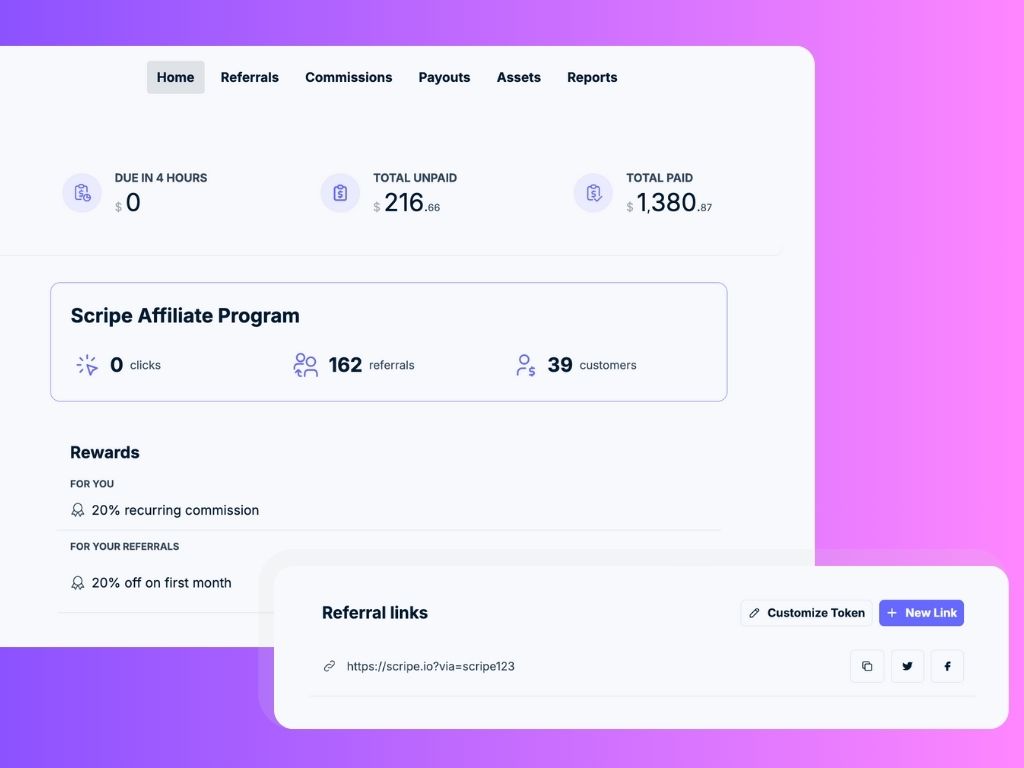 Home Referrals Commissions Payouts Assets Reports
DUE IN 4 HOURS
$ 0
TOTAL UNPAID
$ 216.66
TOTAL PAID
$ 1,380.87
Scripe Affiliate Program
0 clicks
162 referrals
39 customers
Rewards
FOR YOU
20% recurring commission
FOR YOUR REFERRALS
20% off on first month
Referral links
Customize Token
+ New Link
https://scripe.io?via=scripe123